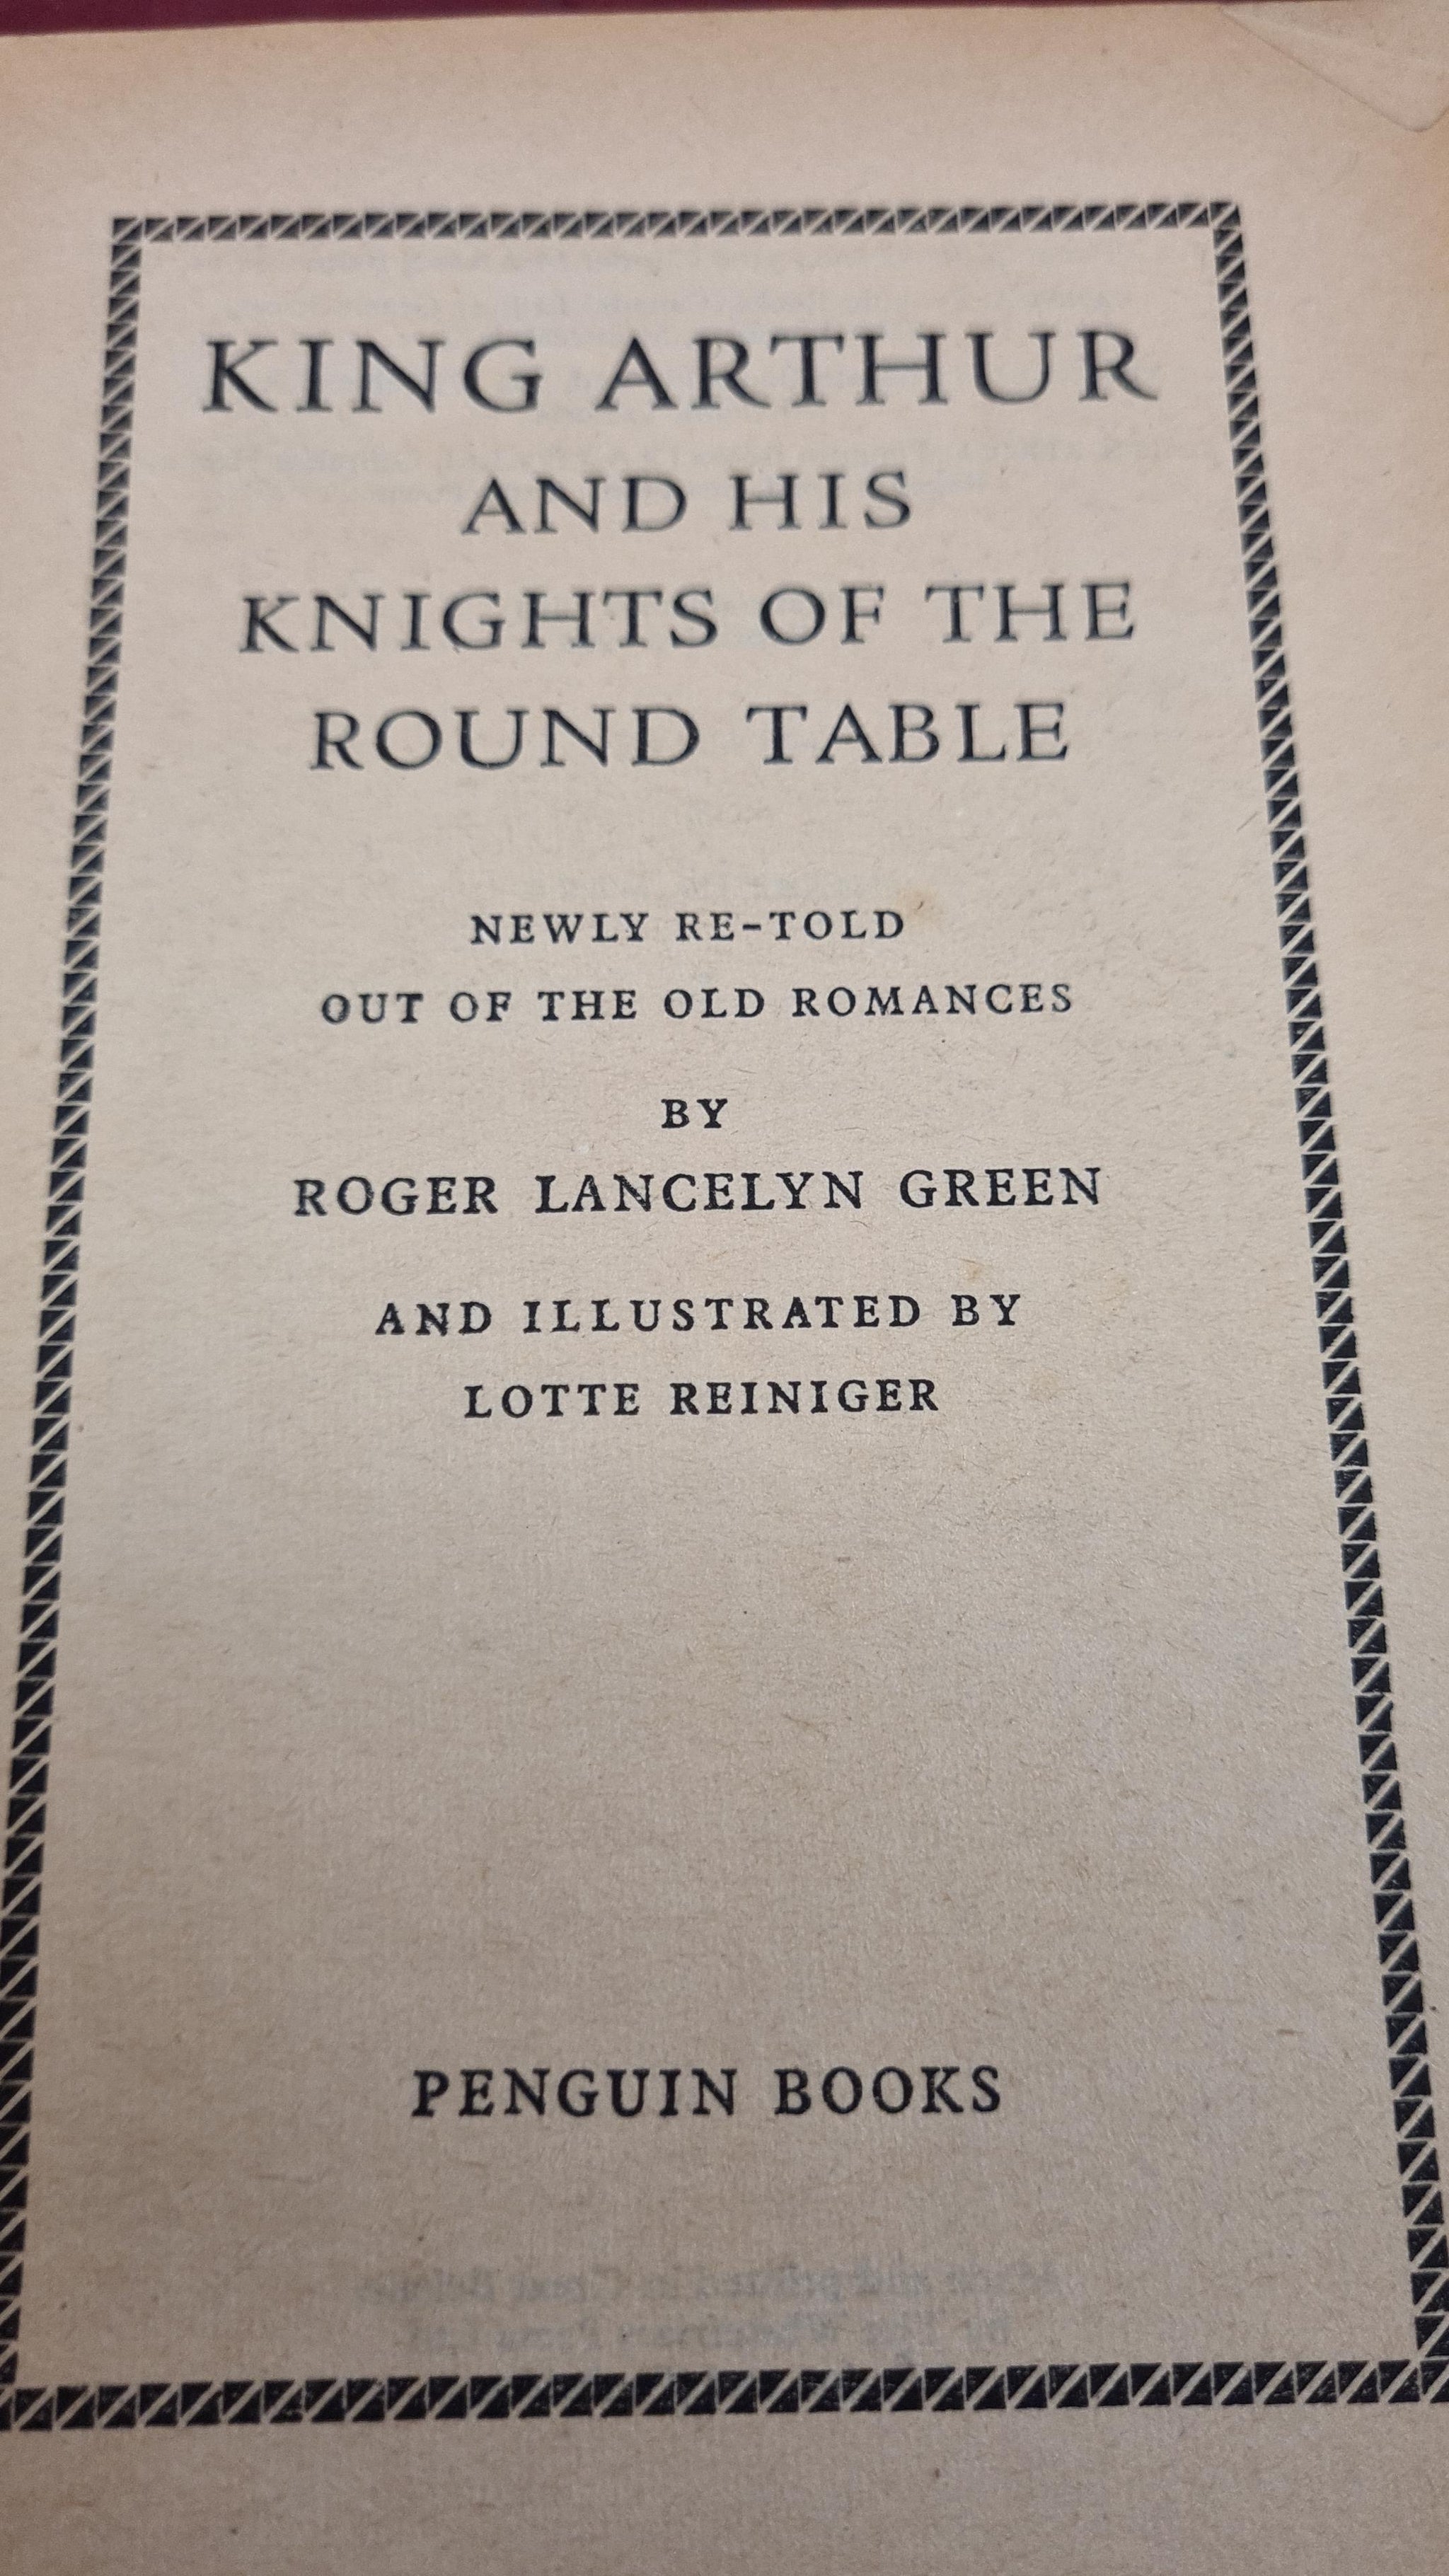 KING ARTHUR
AND HIS
KNIGHTS OF THE
ROUND TABLE
NEWLY RE-TOLD
OUT OF THE OLD ROMANCES
BY
ROGER LANCELYN GREEN
AND ILLUSTRATED BY
LOTTE REINIGER
PENGUIN BOOKS